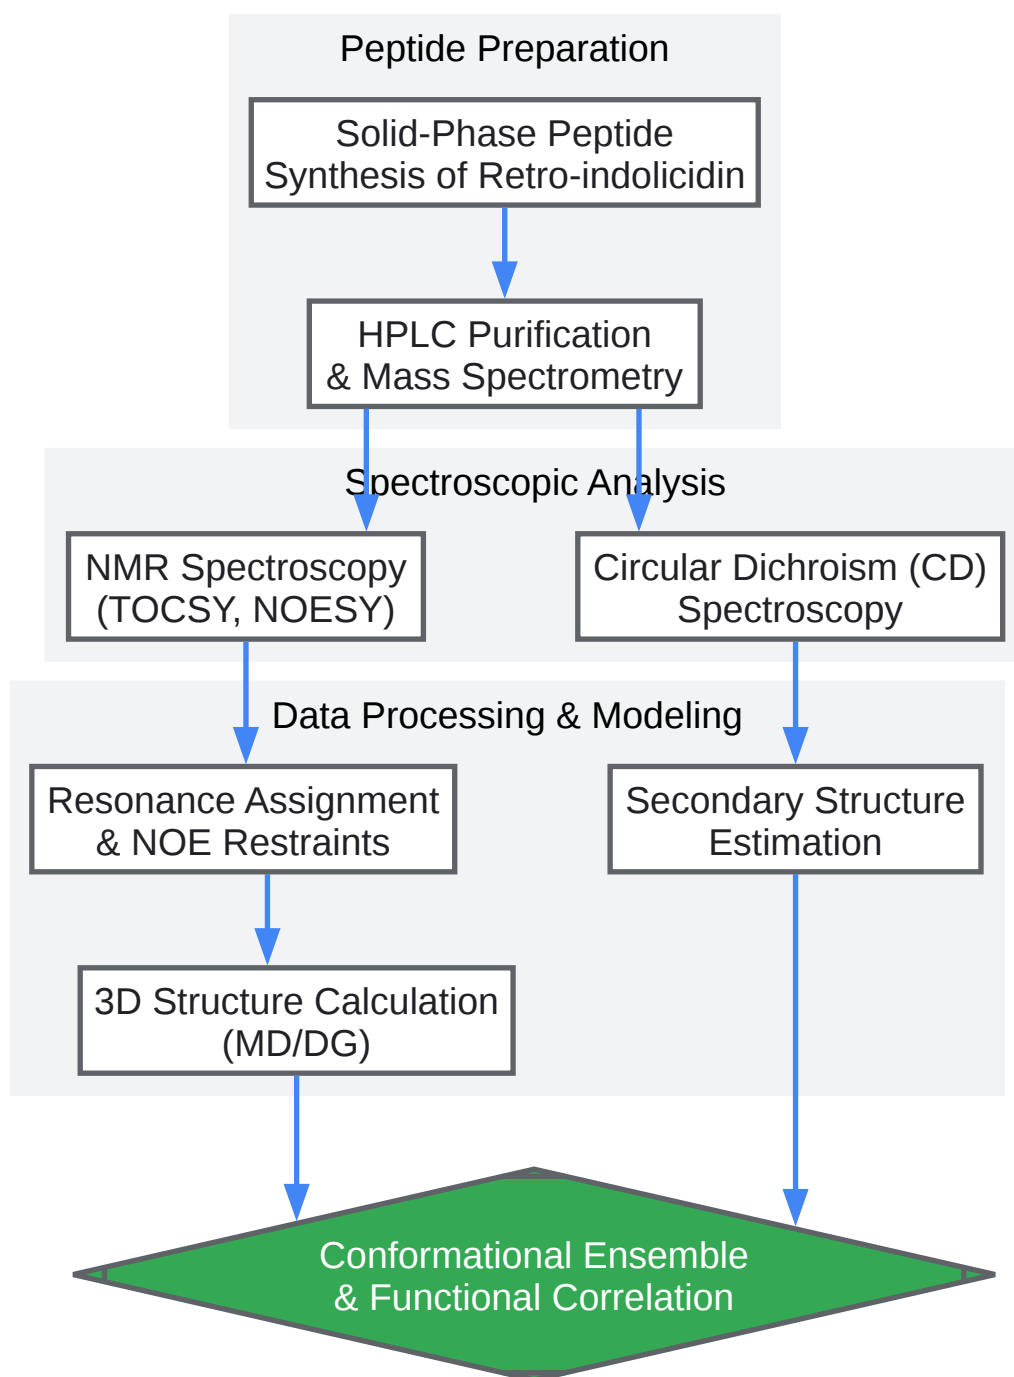 Peptide Preparation
Solid-Phase Peptide
Synthesis of Retro-indolicidin
HPLC Purification
& Mass Spectrometry
Spectroscopic Analysis
NMR Spectroscopy
(TOCSY, NOESY)
Circular Dichroism (CD)
Spectroscopy
Data Processing & Modeling
Resonance Assignment
& NOE Restraints
Secondary Structure
Estimation
3D Structure Calculation
(MD/DG)
Conformational Ensemble
& Functional Correlation